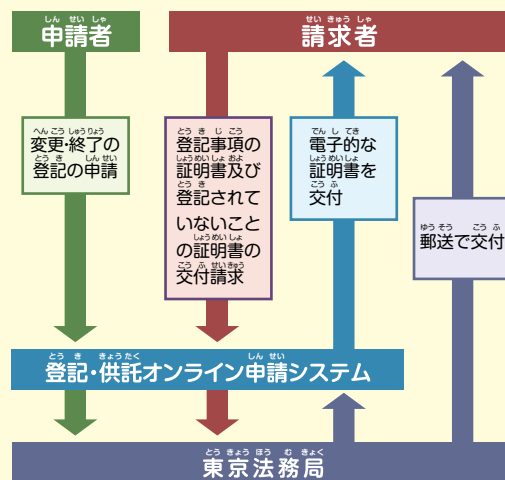 しんせいしゃ
申請者
せいきゅうしゃ
請求者
へんこう しゅうりょう
変更・終了の
とうき しんせい
登記の申請
とうきじこう
登記事項の
しょうめいしょおよ
証明書及び
とうき
登記されて
いないこと
しょうめいしょ
の証明書の
こうふせいきゅう
交付請求
でんしてき
電子的な
しょうめいしょ
証明書を
こうふ
交付
ゆうそう こうふ
郵送で交付
とうき きょうたく しんせい
登記・供託オンライン申請システム
とうきょうほうむきょく
東京法務局